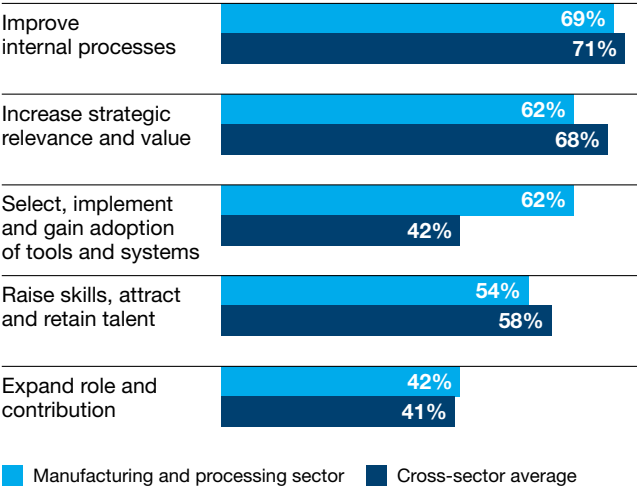 Improve
internal processes
69%
71%
Increase strategic
relevance and value
62%
68%
Select, implement
and gain adoption
of tools and systems
62%
42%
Raise skills, attract
and retain talent
54%
58%
Expand role and
contribution
42%
41%
Manufacturing and processing sector
Cross-sector average